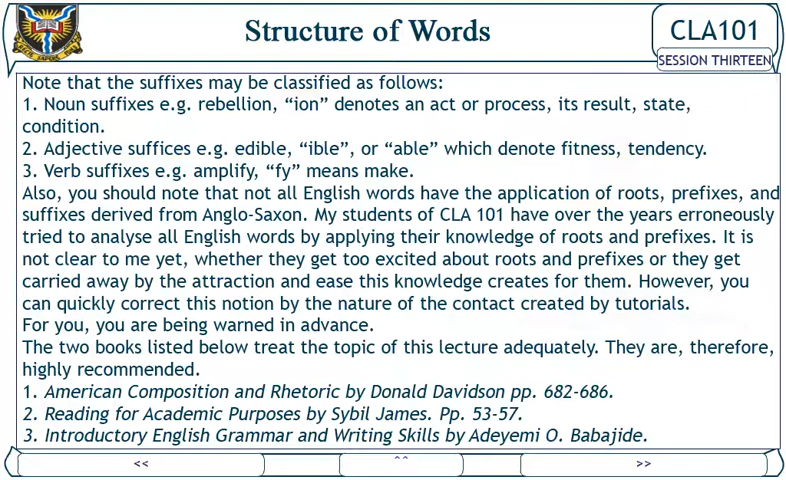 Structure of Words
CLA101
SESSION THIRTEEN
Note that the suffixes may be classified as follows:
1. Noun suffixes e.g. rebellion, “ion” denotes an act or process, its result, state,
condition.
2. Adjective suffices e.g. edible, “ible”, or “able” which denote fitness, tendency.
3. Verb suffixes e.g. amplify, “fy” means make.
Also, you should note that not all English words have the application of roots, prefixes, and
suffixes derived from Anglo-Saxon. My students of CLA 101 have over the years erroneously
tried to analyse all English words by applying their knowledge of roots and prefixes. It is
not clear to me yet, whether they get too excited about roots and prefixes or they get
carried away by the attraction and ease this knowledge creates for them. However, you
can quickly correct this notion by the nature of the contact created by tutorials.
For you, you are being warned in advance.
The two books listed below treat the topic of this lecture adequately. They are, therefore,
highly recommended.
1. American Composition and Rhetoric by Donald Davidson pp. 682-686.
2. Reading for Academic Purposes by Sybil James. Pp. 53-57.
3. Introductory English Grammar and Writing Skills by Adeyemi O. Babajide.
<< ^^ >>